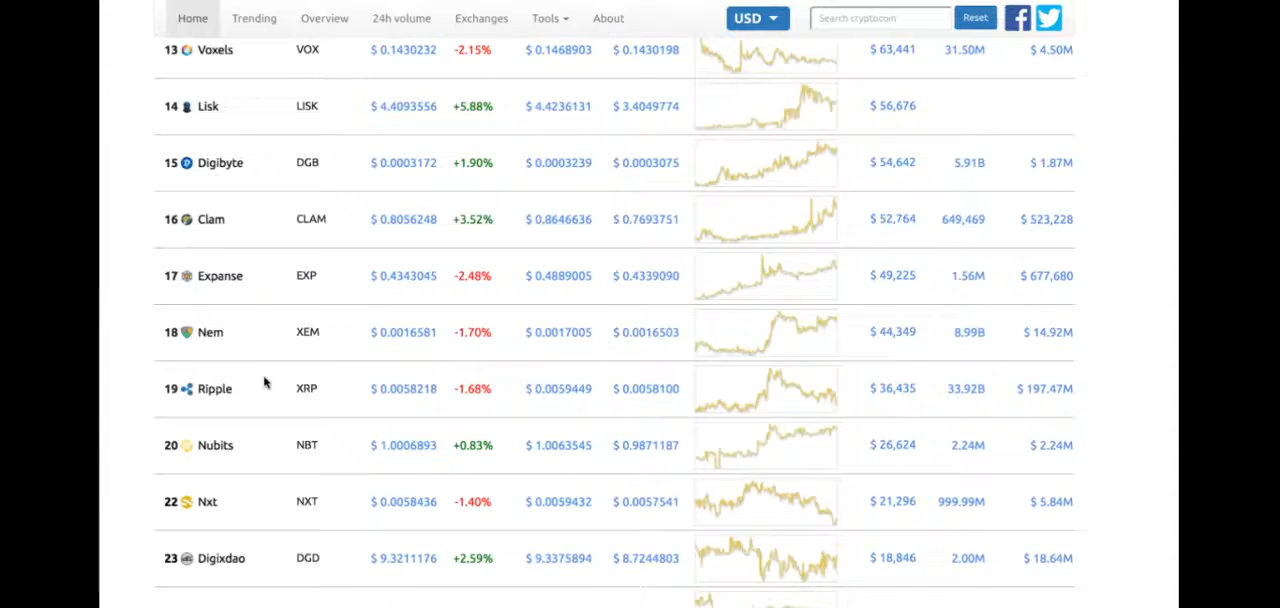 Home Trending Overview 24h volume Exchanges Tools About USD Search cryptocoin Reset
13 Voxels VOX $ 0.1430232 -2.15% $ 0.1468903 $ 0.1430198 $ 63,441 31.50M $ 4.50M
14 Lisk LISK $ 4.4093556 +5.88% $ 4.4236131 $ 3.4049774 $ 56,676
15 Digibyte DGB $ 0.0003172 +1.90% $ 0.0003239 $ 0.0003075 $ 54,642 5.91B $ 1.87M
16 Clam CLAM $ 0.8056248 +3.52% $ 0.8646636 $ 0.7693751 $ 52,764 649,469 $ 523,228
17 Expanse EXP $ 0.4343045 -2.48% $ 0.4889005 $ 0.4339090 $ 49,225 1.56M $ 677,680
18 Nem XEM $ 0.0016581 -1.70% $ 0.0017005 $ 0.0016503 $ 44,349 8.99B $ 14.92M
19 Ripple XRP $ 0.0058218 -1.68% $ 0.0059449 $ 0.0058100 $ 36,435 33.92B $ 197.47M
20 Nubits NBT $ 1.0006893 +0.83% $ 1.0063545 $ 0.9871187 $ 26,624 2.24M $ 2.24M
22 Nxt NXT $ 0.0058436 -1.40% $ 0.0059432 $ 0.0057541 $ 21,296 999.99M $ 5.84M
23 Digixdao DGD $ 9.3211176 +2.59% $ 9.3375894 $ 8.7244803 $ 18,846 2.00M $ 18.64M